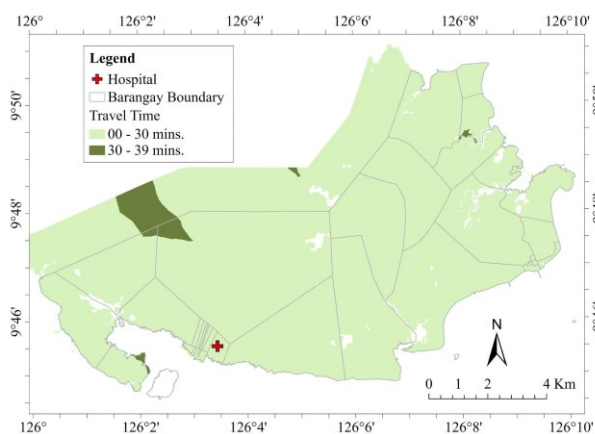 126° 126°2' 126°4' 126°6' 126°8' 126°10'
Legend
Hospital
Barangay Boundary
Travel Time
00 - 30 mins.
30 - 39 mins.
9°50'
9°48'
9°46'
N
0 1 2 4 Km
126° 126°2' 126°4' 126°6' 126°8' 126°10'